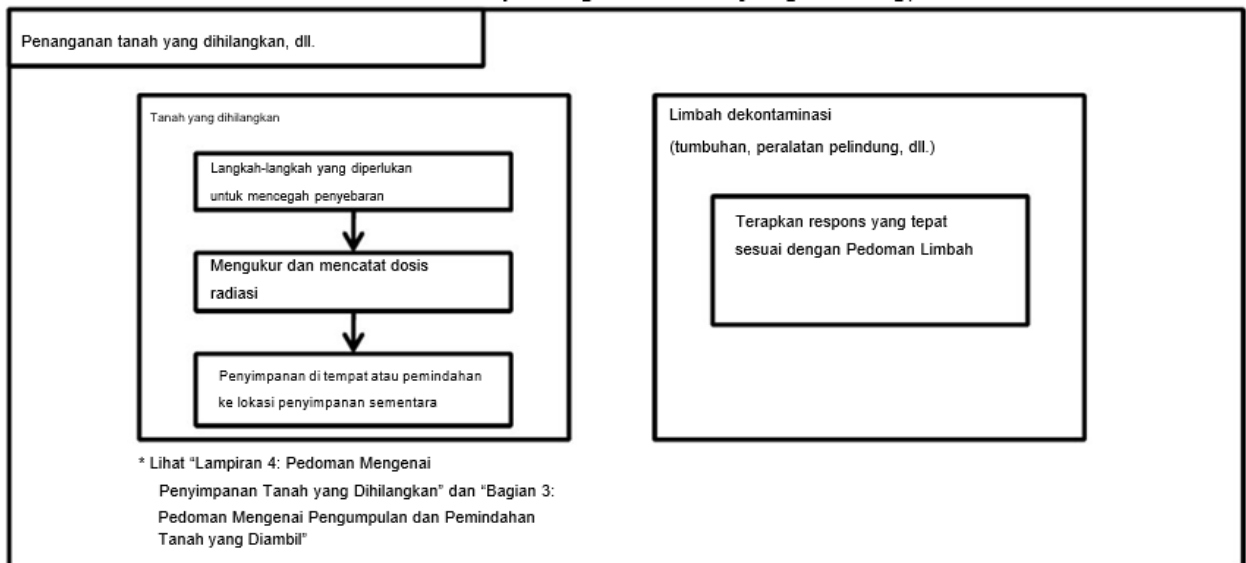 Penanganan tanah yang dihilangkan, dll.
Tanah yang dihilangkan
Langkah-langkah yang diperlukan
untuk mencegah penyebaran
Mengukur dan mencatat dosis
radiasi
Penyimpanan di tempat atau pemindahan
ke lokasi penyimpanan sementara
* Lihat “Lampiran 4: Pedoman Mengenai
Penyimpanan Tanah yang Dihilangkan” dan “Bagian 3:
Pedoman Mengenai Pengumpulan dan Pemindahan
Tanah yang Diambil”
Limbah dekontaminasi
(tumbuhan, peralatan pelindung, dll.)
Terapkan respons yang tepat
sesuai dengan Pedoman Limbah